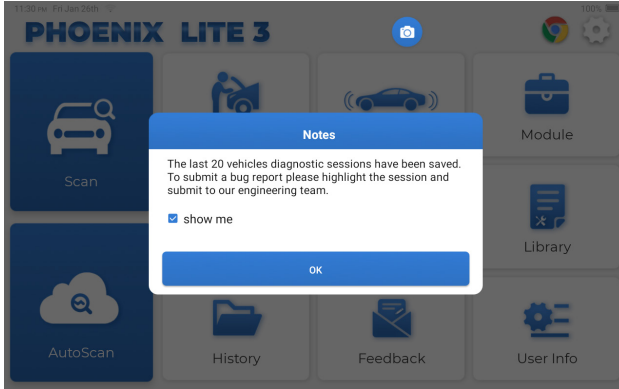 11:30 PM Fri Jan 26th
100%
PHOENIX LITE 3
Notes
The last 20 vehicles diagnostic sessions have been saved.
To submit a bug report please highlight the session and
submit to our engineering team.
show me
OK
Scan
Module
Library
AutoScan
History
Feedback
User Info